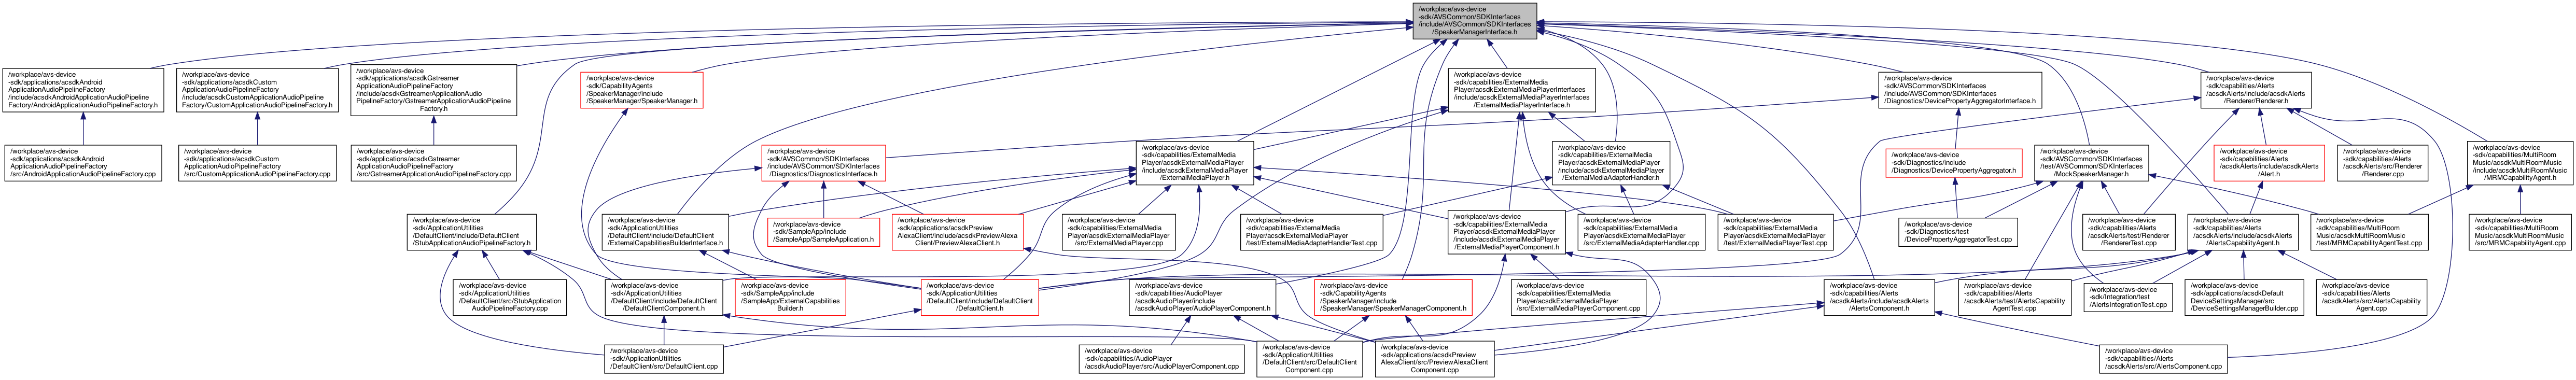 /workplace/avs-device
-sdk/AVSCommon/SDKInterfaces
/include/AVSCommon/SDKInterfaces
/SpeakerManagerInterface.h
/workplace/avs-device
-sdk/applications/acsdkAndroid
ApplicationAudioPipelineFactory
/include/acsdkAndroidApplicationAudioPipeline
Factory/AndroidApplicationAudioPipelineFactory.h
/workplace/avs-device
-sdk/applications/acsdkCustom
ApplicationAudioPipelineFactory
/include/acsdkCustomApplicationAudioPipeline
Factory/CustomApplicationAudioPipelineFactory.h
/workplace/avs-device
-sdk/applications/acsdkGstreamer
ApplicationAudioPipelineFactory
/include/acsdkGstreamerApplicationAudio
PipelineFactory/GstreamerApplicationAudioPipeline
Factory.h
/workplace/avs-device
-sdk/CapabilityAgents
/SpeakerManager/include
/SpeakerManager/SpeakerManager.h
/workplace/avs-device
-sdk/capabilities/ExternalMedia
Player/acsdkExternalMediaPlayerInterfaces
/include/acsdkExternalMediaPlayerInterfaces
/ExternalMediaPlayerInterface.h
/workplace/avs-device
-sdk/AVSCommon/SDKInterfaces
/include/AVSCommon/SDKInterfaces
/Diagnostics/DevicePropertyAggregatorInterface.h
/workplace/avs-device
-sdk/capabilities/Alerts
/acsdkAlerts/include/acsdkAlerts
/Renderer/Renderer.h
/workplace/avs-device
-sdk/applications/acsdkAndroid
ApplicationAudioPipelineFactory
/src/AndroidApplicationAudioPipelineFactory.cpp
/workplace/avs-device
-sdk/applications/acsdkCustom
ApplicationAudioPipelineFactory
/src/CustomApplicationAudioPipelineFactory.cpp
/workplace/avs-device
-sdk/applications/acsdkGstreamer
ApplicationAudioPipelineFactory
/src/GstreamerApplicationAudioPipelineFactory.cpp
/workplace/avs-device
-sdk/AVSCommon/SDKInterfaces
/include/AVSCommon/SDKInterfaces
/Diagnostics/DiagnosticsInterface.h
/workplace/avs-device
-sdk/capabilities/ExternalMedia
Player/acsdkExternalMediaPlayer
/include/acsdkExternalMediaPlayer
/ExternalMediaPlayer.h
/workplace/avs-device
-sdk/capabilities/ExternalMedia
Player/acsdkExternalMediaPlayer
/include/acsdkExternalMediaPlayer
/ExternalMediaAdapterHandler.h
/workplace/avs-device
-sdk/Diagnostics/include
/Diagnostics/DevicePropertyAggregator.h
/workplace/avs-device
-sdk/AVSCommon/SDKInterfaces
/test/AVSCommon/SDKInterfaces
/MockSpeakerManager.h
/workplace/avs-device
-sdk/capabilities/Alerts
/acsdkAlerts/include/acsdkAlerts
/Alert.h
/workplace/avs-device
-sdk/capabilities/Alerts
/acsdkAlerts/src/Renderer
/Renderer.cpp
/workplace/avs-device
-sdk/capabilities/MultiRoom
Music/acsdkMultiRoomMusic
/include/acsdkMultiRoomMusic
/MRMCapabilityAgent.h
/workplace/avs-device
-sdk/ApplicationUtilities
/DefaultClient/include/DefaultClient
/StubApplicationAudioPipelineFactory.h
/workplace/avs-device
-sdk/ApplicationUtilities
/DefaultClient/include/DefaultClient
/ExternalCapabilitiesBuilderInterface.h
/workplace/avs-device
-sdk/SampleApp/include
/SampleApp/SampleApplication.h
/workplace/avs-device
-sdk/applications/acsdkPreview
AlexaClient/include/acsdkPreviewAlexa
Client/PreviewAlexaClient.h
/workplace/avs-device
-sdk/capabilities/ExternalMedia
Player/acsdkExternalMediaPlayer
/src/ExternalMediaPlayer.cpp
/workplace/avs-device
-sdk/capabilities/ExternalMedia
Player/acsdkExternalMediaPlayer
/test/ExternalMediaAdapterHandlerTest.cpp
/workplace/avs-device
-sdk/capabilities/ExternalMedia
Player/acsdkExternalMediaPlayer
/include/acsdkExternalMediaPlayer
/ExternalMediaPlayerComponent.h
/workplace/avs-device
-sdk/capabilities/ExternalMedia
Player/acsdkExternalMediaPlayer
/src/ExternalMediaAdapterHandler.cpp
/workplace/avs-device
-sdk/capabilities/ExternalMedia
Player/acsdkExternalMediaPlayer
/test/ExternalMediaPlayerTest.cpp
/workplace/avs-device
-sdk/Diagnostics/test
/DevicePropertyAggregatorTest.cpp
/workplace/avs-device
-sdk/capabilities/Alerts
/acsdkAlerts/test/Renderer
/RendererTest.cpp
/workplace/avs-device
-sdk/capabilities/Alerts
/acsdkAlerts/include/acsdkAlerts
/AlertsCapabilityAgent.h
/workplace/avs-device
-sdk/capabilities/MultiRoom
Music/acsdkMultiRoomMusic
/test/MRMCapabilityAgentTest.cpp
/workplace/avs-device
-sdk/capabilities/MultiRoom
Music/acsdkMultiRoomMusic
/src/MRMCapabilityAgent.cpp
/workplace/avs-device
-sdk/ApplicationUtilities
/DefaultClient/src/StubApplication
AudioPipelineFactory.cpp
/workplace/avs-device
-sdk/ApplicationUtilities
/DefaultClient/include/DefaultClient
/DefaultClientComponent.h
/workplace/avs-device
-sdk/SampleApp/include
/SampleApp/ExternalCapabilities
Builder.h
/workplace/avs-device
-sdk/ApplicationUtilities
/DefaultClient/include/DefaultClient
/DefaultClient.h
/workplace/avs-device
-sdk/capabilities/AudioPlayer
/acsdkAudioPlayer/include
/acsdkAudioPlayer/AudioPlayerComponent.h
/workplace/avs-device
-sdk/CapabilityAgents
/SpeakerManager/include
/SpeakerManager/SpeakerManagerComponent.h
/workplace/avs-device
-sdk/capabilities/ExternalMedia
Player/acsdkExternalMediaPlayer
/src/ExternalMediaPlayerComponent.cpp
/workplace/avs-device
-sdk/capabilities/Alerts
/acsdkAlerts/include/acsdkAlerts
/AlertsComponent.h
/workplace/avs-device
-sdk/capabilities/Alerts
/acsdkAlerts/test/AlertsCapability
AgentTest.cpp
/workplace/avs-device
-sdk/Integration/test
/AlertsIntegrationTest.cpp
/workplace/avs-device
-sdk/applications/acsdkDefault
DeviceSettingsManager/src
/DeviceSettingsManagerBuilder.cpp
/workplace/avs-device
-sdk/capabilities/Alerts
/acsdkAlerts/src/AlertsCapability
Agent.cpp
/workplace/avs-device
-sdk/ApplicationUtilities
/DefaultClient/src/DefaultClient.cpp
/workplace/avs-device
-sdk/capabilities/AudioPlayer
/acsdkAudioPlayer/src/AudioPlayerComponent.cpp
/workplace/avs-device
-sdk/ApplicationUtilities
/DefaultClient/src/DefaultClient
Component.cpp
/workplace/avs-device
-sdk/applications/acsdkPreview
AlexaClient/src/PreviewAlexaClient
Component.cpp
/workplace/avs-device
-sdk/capabilities/Alerts
/acsdkAlerts/src/AlertsComponent.cpp